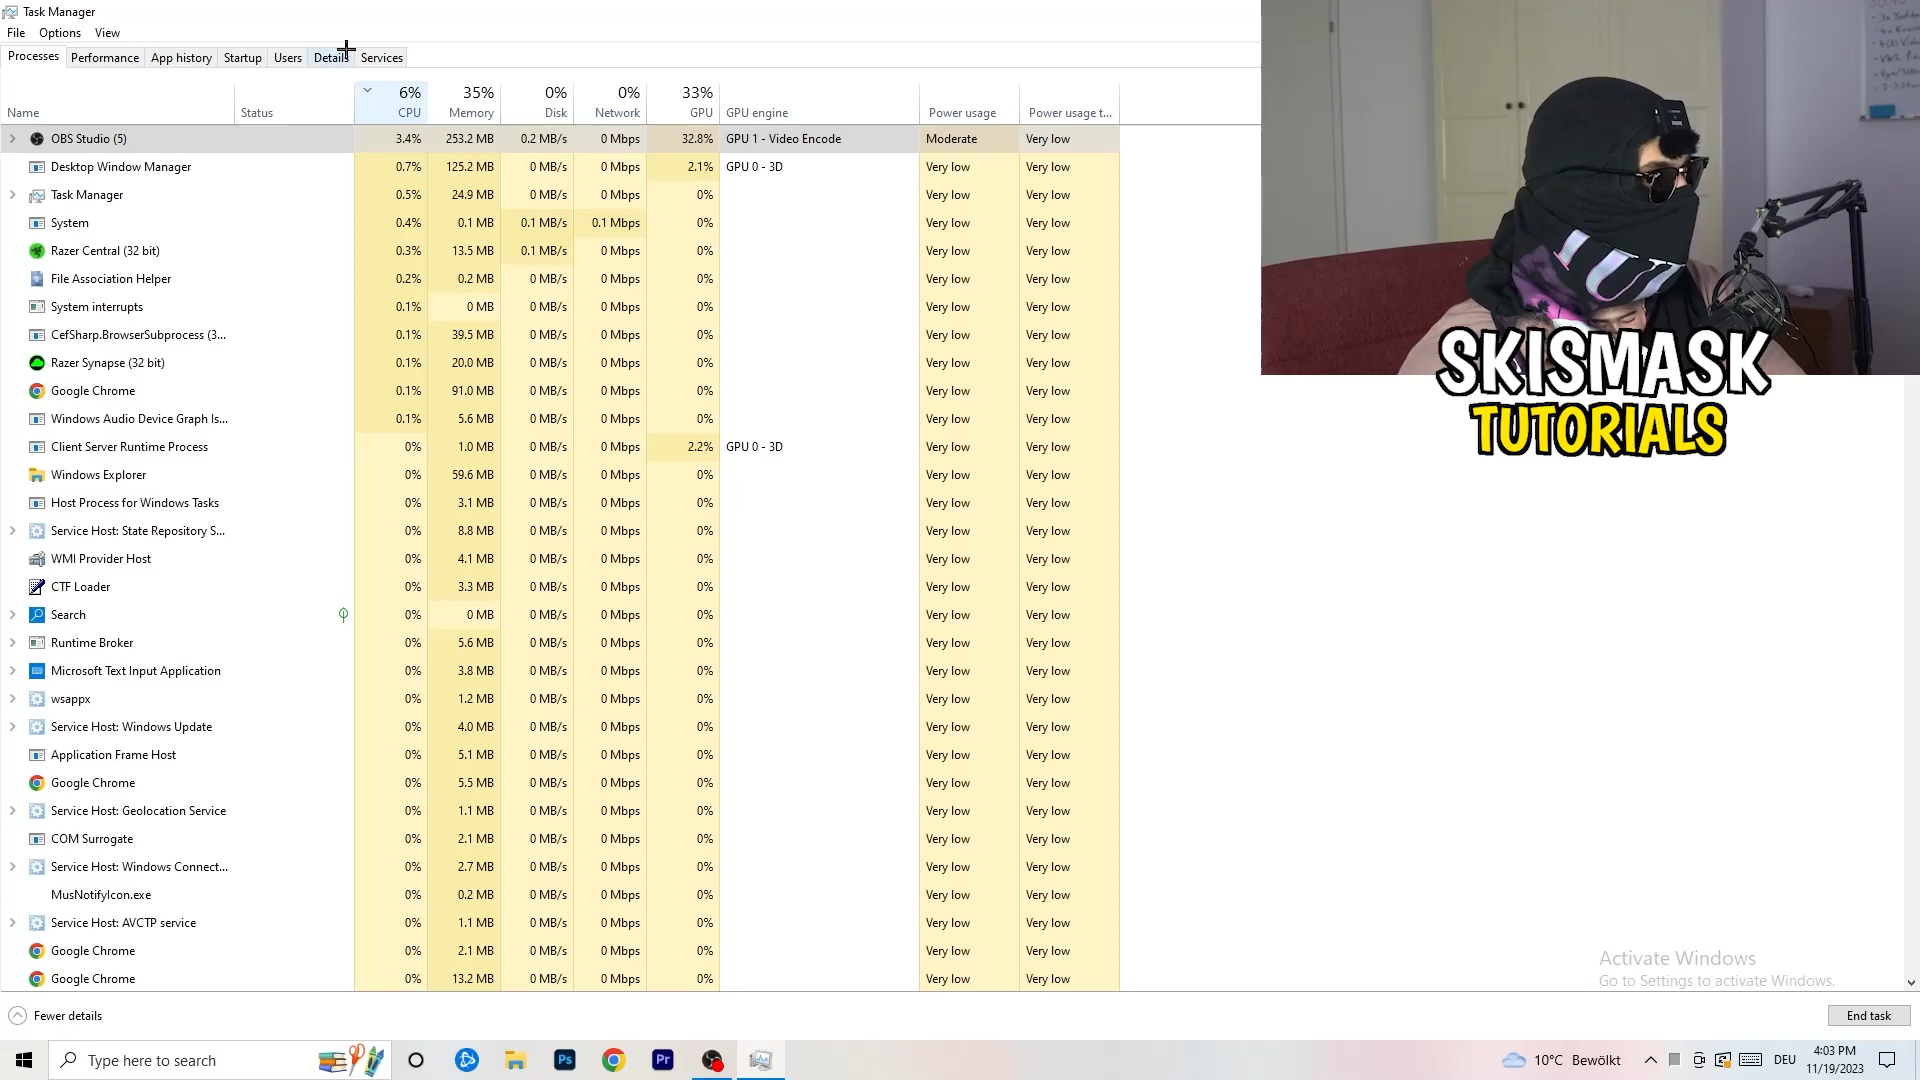 Task Manager
File Options View
Processes Performance App history Startup Users Details Services
6% 35% 0% 0% 33%
Name Status CPU Memory Disk Network GPU GPU engine Power usage Power usage t...
OBS Studio (5) 3.4% 253.2 MB 0.2 MB/s 0 Mbps 32.8% GPU 1 - Video Encode Moderate Very low
Desktop Window Manager 0.7% 125.2 MB 0 MB/s 0 Mbps 2.1% GPU 0 - 3D Very low Very low
Task Manager 0.5% 24.9 MB 0 MB/s 0 Mbps 0% Very low Very low
System 0.4% 0.1 MB 0.1 MB/s 0.1 Mbps 0% Very low Very low
Razer Central (32 bit) 0.3% 13.5 MB 0.1 MB/s 0 Mbps 0% Very low Very low
File Association Helper 0.2% 0.2 MB 0 MB/s 0 Mbps 0% Very low Very low
System interrupts 0.1% 0 MB 0 MB/s 0 Mbps 0% Very low Very low
CefSharp.BrowserSubprocess (3... 0.1% 39.5 MB 0 MB/s 0 Mbps 0% Very low Very low
Razer Synapse (32 bit) 0.1% 20.0 MB 0 MB/s 0 Mbps 0% Very low Very low
Google Chrome 0.1% 91.0 MB 0 MB/s 0 Mbps 0% Very low Very low
Windows Audio Device Graph Is... 0.1% 5.6 MB 0 MB/s 0 Mbps 0% Very low Very low
Client Server Runtime Process 0% 1.0 MB 0 MB/s 0 Mbps 2.2% GPU 0 - 3D Very low Very low
Windows Explorer 0% 59.6 MB 0 MB/s 0 Mbps 0% Very low Very low
Host Process for Windows Tasks 0% 3.1 MB 0 MB/s 0 Mbps 0% Very low Very low
Service Host: State Repository S... 0% 8.8 MB 0 MB/s 0 Mbps 0% Very low Very low
WMI Provider Host 0% 4.1 MB 0 MB/s 0 Mbps 0% Very low Very low
CTF Loader 0% 3.3 MB 0 MB/s 0 Mbps 0% Very low Very low
Search 0% 0 MB 0 MB/s 0 Mbps 0% Very low Very low
Runtime Broker 0% 5.6 MB 0 MB/s 0 Mbps 0% Very low Very low
Microsoft Text Input Application 0% 3.8 MB 0 MB/s 0 Mbps 0% Very low Very low
wsappx 0% 1.2 MB 0 MB/s 0 Mbps 0% Very low Very low
Service Host: Windows Update 0% 4.0 MB 0 MB/s 0 Mbps 0% Very low Very low
Application Frame Host 0% 5.1 MB 0 MB/s 0 Mbps 0% Very low Very low
Google Chrome 0% 5.5 MB 0 MB/s 0 Mbps 0% Very low Very low
Service Host: Geolocation Service 0% 1.1 MB 0 MB/s 0 Mbps 0% Very low Very low
COM Surrogate 0% 2.1 MB 0 MB/s 0 Mbps 0% Very low Very low
Service Host: Windows Connect... 0% 2.7 MB 0 MB/s 0 Mbps 0% Very low Very low
MusNotifyIcon.exe 0% 0.2 MB 0 MB/s 0 Mbps 0% Very low Very low
Service Host: AVCTP service 0% 1.1 MB 0 MB/s 0 Mbps 0% Very low Very low
Google Chrome 0% 2.1 MB 0 MB/s 0 Mbps 0% Very low Very low
Google Chrome 0% 13.2 MB 0 MB/s 0 Mbps 0% Very low Very low
SKISMASK
TUTORIALS
Activate Windows
Go to Settings to activate Windows.
Fewer details End task
Type here to search Ps Pr 10°C Bewölkt DEU 4:03 PM
11/19/2023